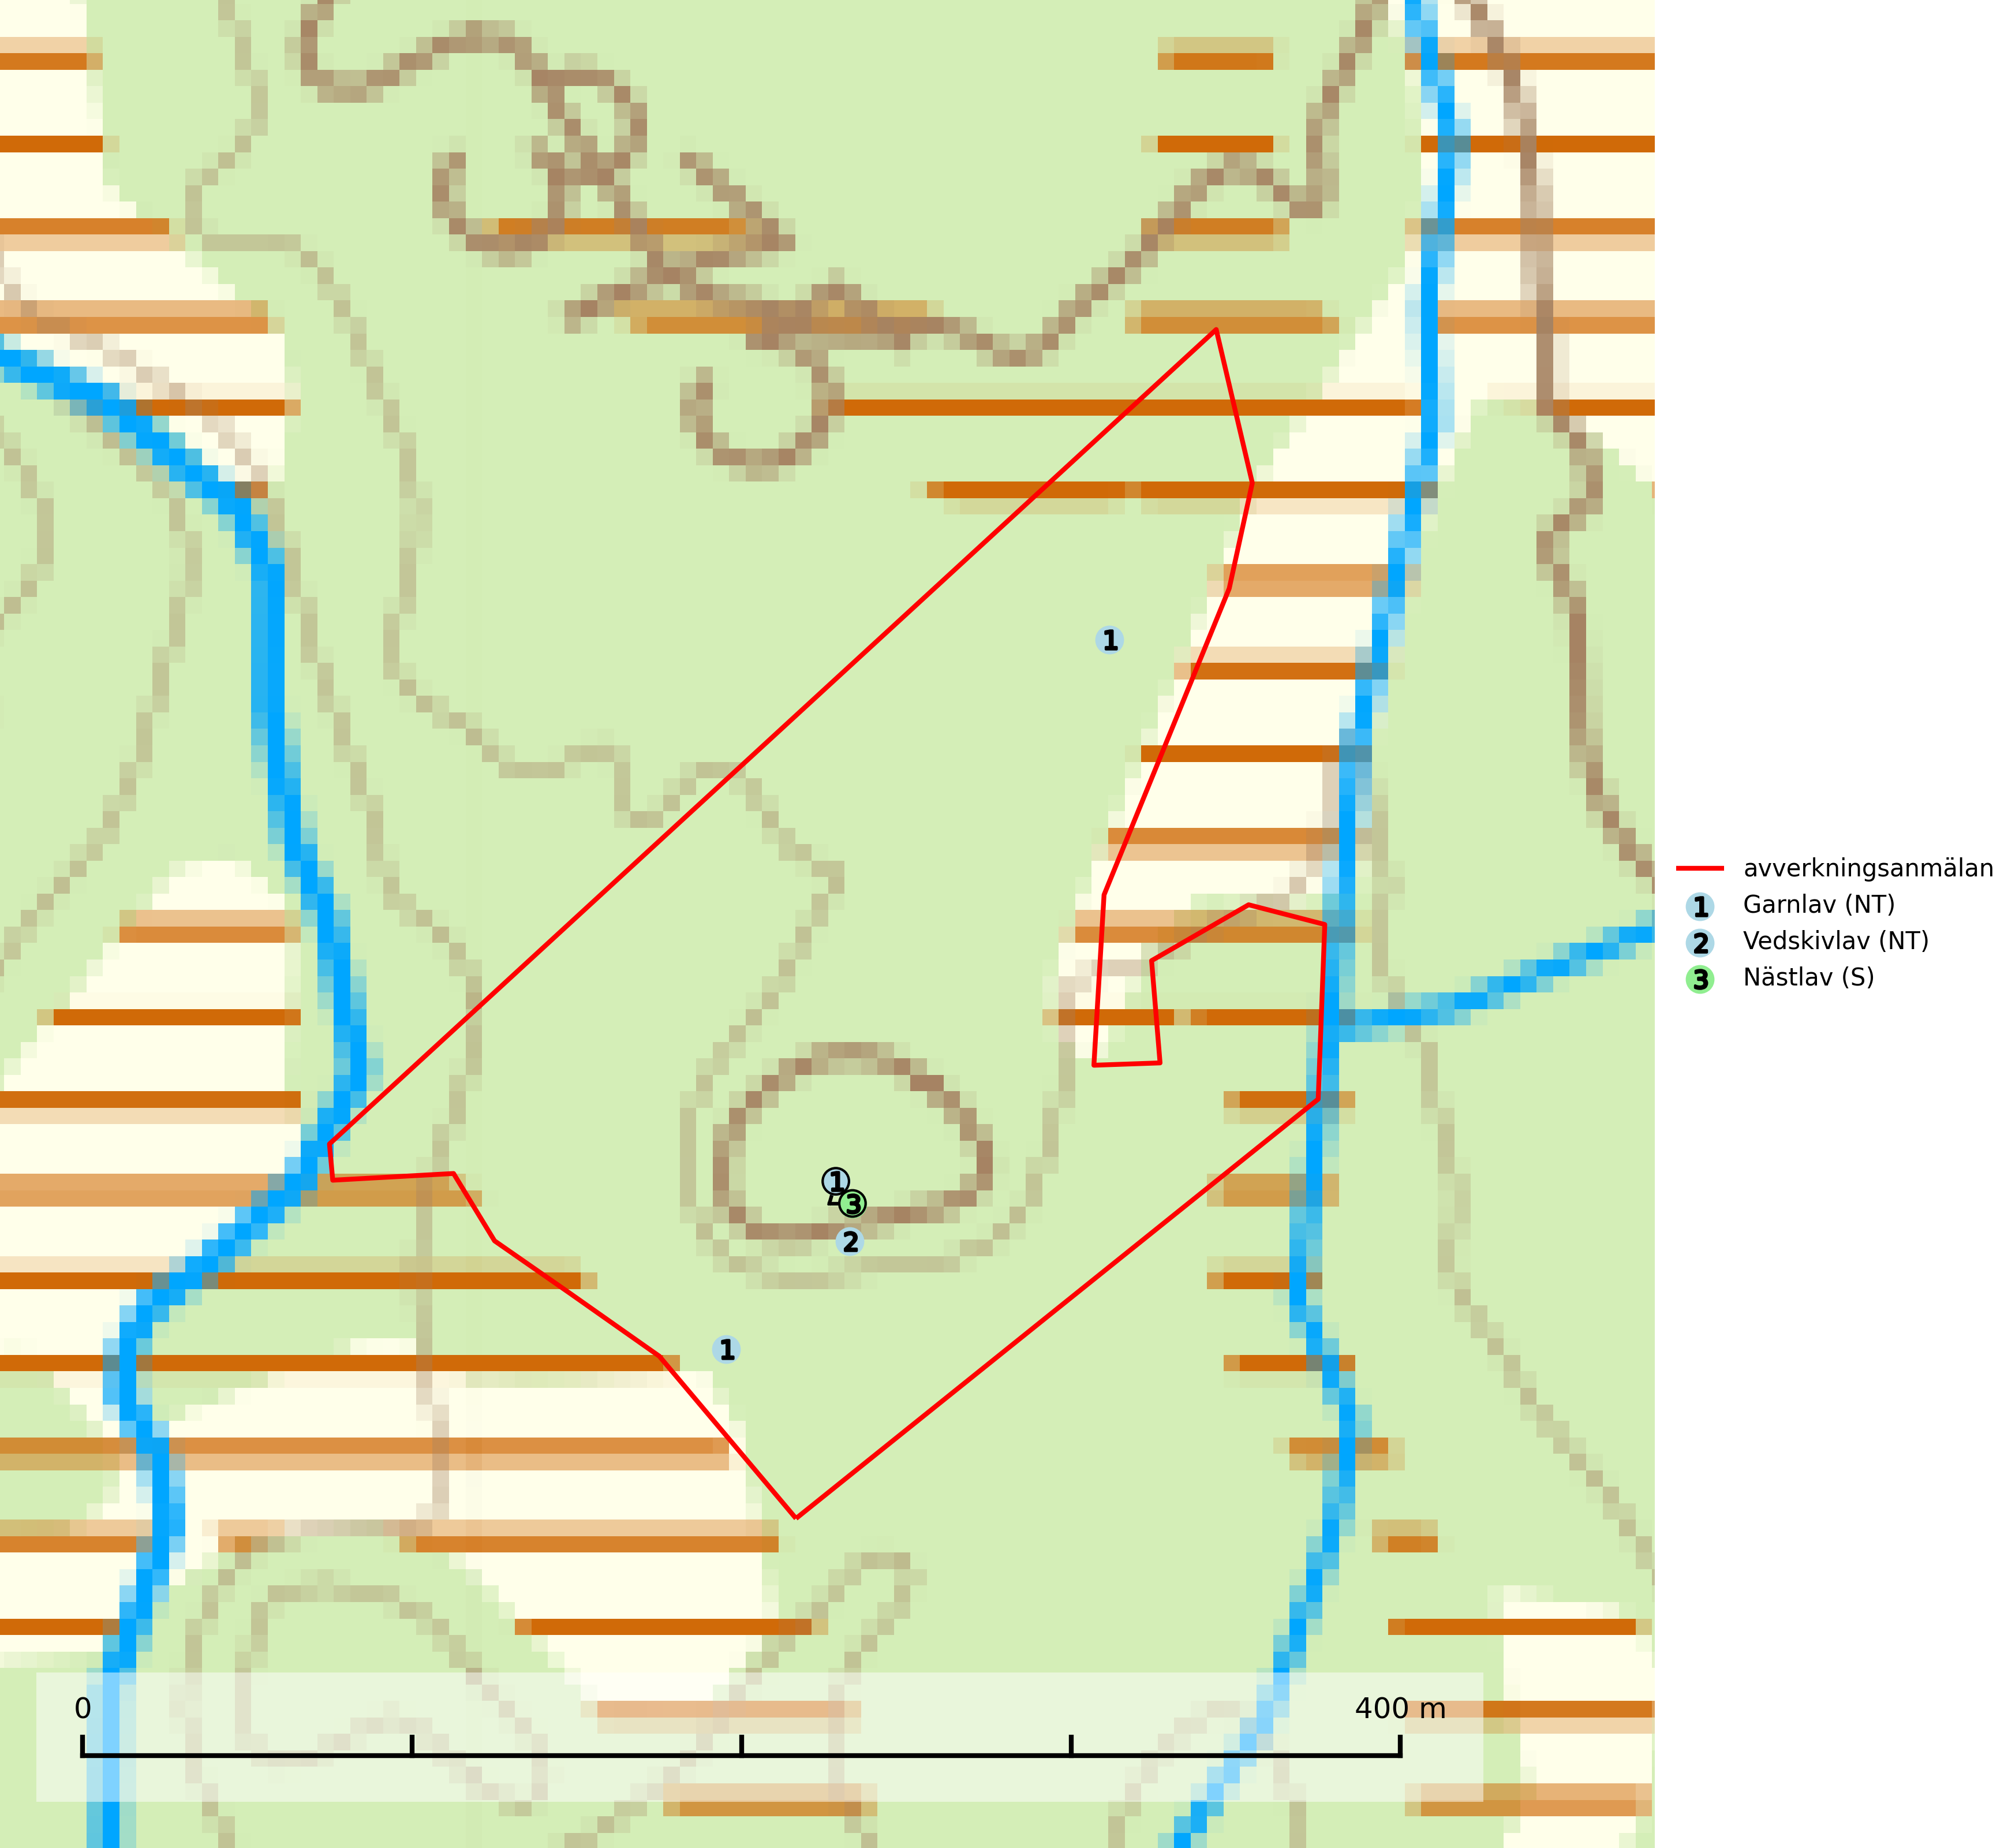 1
1
3
2
1
avverkningsanmälan
1 Garnlav (NT)
2 Vedskivlav (NT)
3 Nästlav (S)
0 400 m